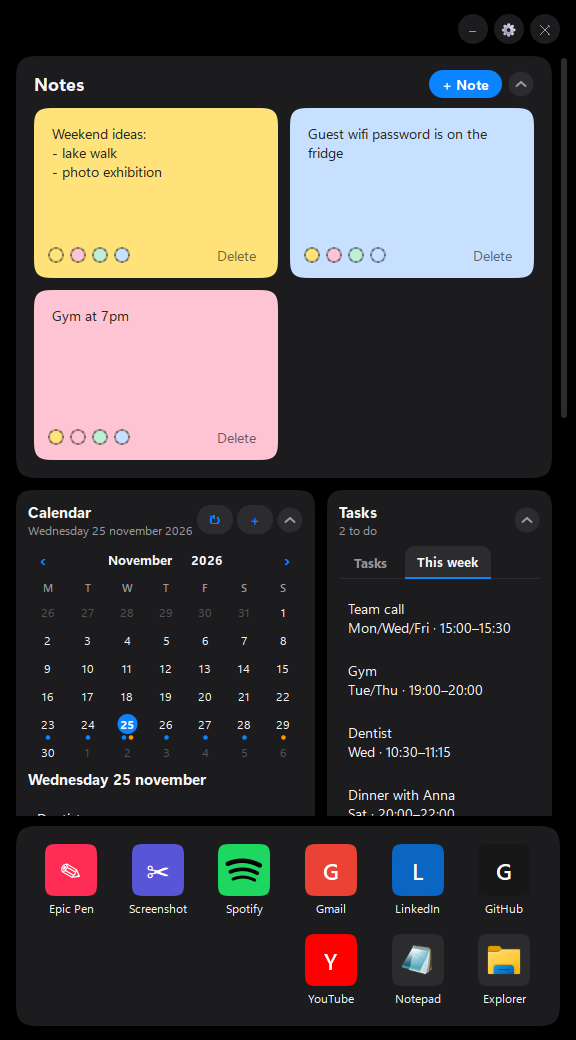 Notes
+ Note
Weekend ideas:
- lake walk
- photo exhibition
Delete
Guest wifi password is on the
fridge
Delete
Gym at 7pm
Delete
Calendar
Wednesday 25 november 2026
+
November 2026
M T W T F S S
26 27 28 29 30 31 1
2 3 4 5 6 7 8
9 10 11 12 13 14 15
16 17 18 19 20 21 22
23 24 25 26 27 28 29
30 1 2 3 4 5 6
Wednesday 25 november
Dentist
Tasks
2 to do
Tasks This week
Team call
Mon/Wed/Fri · 15:00–15:30
Gym
Tue/Thu · 19:00–20:00
Dentist
Wed · 10:30–11:15
Dinner with Anna
Sat · 20:00–22:00
Epic Pen
Screenshot
Spotify
G
Gmail
L
LinkedIn
G
GitHub
Y
YouTube
Notepad
Explorer